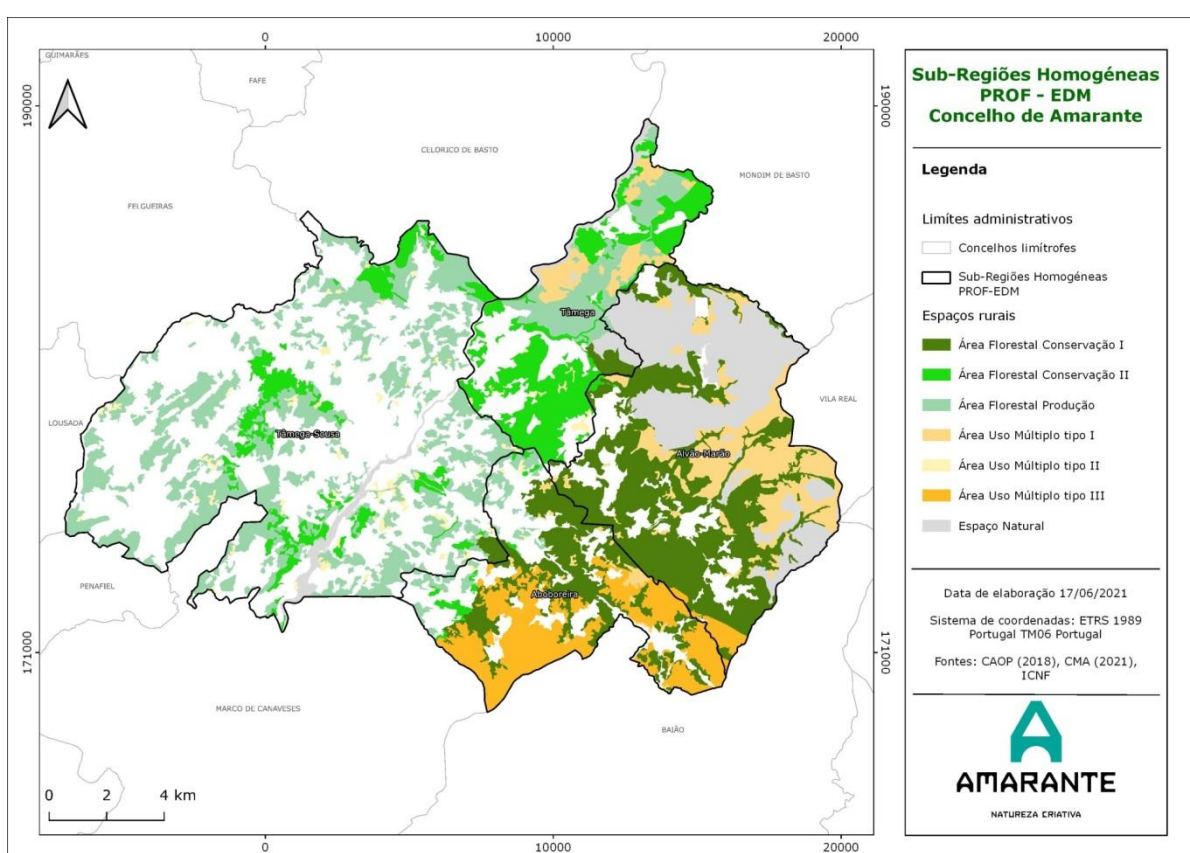 0
10000
20000
190000
190000
171000
171000
0
10000
20000
GUIMARÃES
FAFE
CELORICO DE BASTO
MONDIM DE BASTO
FELGUEIRAS
Tâmega
LOUSADA
VILA REAL
Tâmega-Sousa
Alvão-Marão
PENAFIEL
Aboboreira
MARCO DE CANAVESES
BAIÃO
0 2 4 km
Sub-Regiões Homogéneas
PROF - EDM
Concelho de Amarante
Legenda
Limítes administrativos
Concelhos limítrofes
Sub-Regiões Homogéneas
PROF-EDM
Espaços rurais
Área Florestal Conservação I
Área Florestal Conservação II
Área Florestal Produção
Área Uso Múltiplo tipo I
Área Uso Múltiplo tipo II
Área Uso Múltiplo tipo III
Espaço Natural
Data de elaboração 17/06/2021
Sistema de coordenadas: ETRS 1989
Portugal TM06 Portugal
Fontes: CAOP (2018), CMA (2021),
ICNF
AMARANTE
NATUREZA CRIATIVA